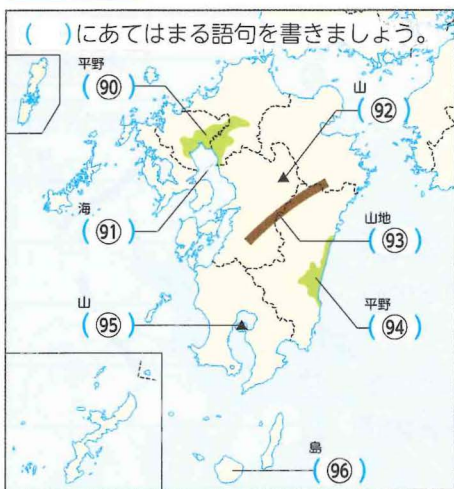 ( )にあてはまる語句を書きましょう。
平野
(90)
山
(92)
海
(91)
山地
(93)
山
(95)
平野
(94)
島
(96)